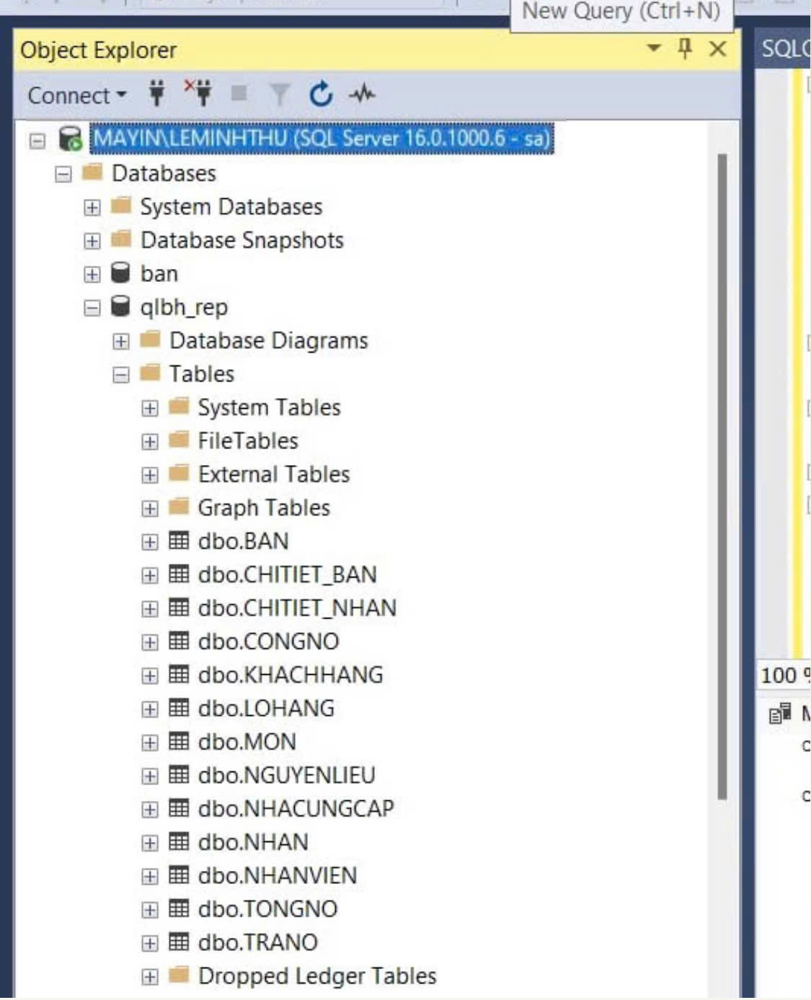 New Query (Ctrl+N)
Object Explorer
SQLQ
Connect
MAYIN\LEMINHTHU (SQL Server 16.0.1000.6 - sa)
Databases
System Databases
Database Snapshots
ban
qlbh_rep
Database Diagrams
Tables
System Tables
FileTables
External Tables
Graph Tables
dbo.BAN
dbo.CHITIET_BAN
dbo.CHITIET_NHAN
dbo.CONGNO
dbo.KHACHHANG
100 %
dbo.LOHANG
dbo.MON
dbo.NGUYENLIEU
dbo.NHACUNGCAP
dbo.NHAN
dbo.NHANVIEN
dbo.TONGNO
dbo.TRANO
Dropped Ledger Tables